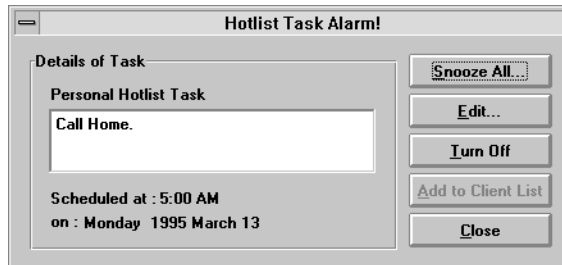 Hotlist Task Alarm!
Details of Task
Personal Hotlist Task
Call Home.
Scheduled at : 5:00 AM
on : Monday 1995 March 13
Snooze All...
Edit...
Turn Off
Add to Client List
Close